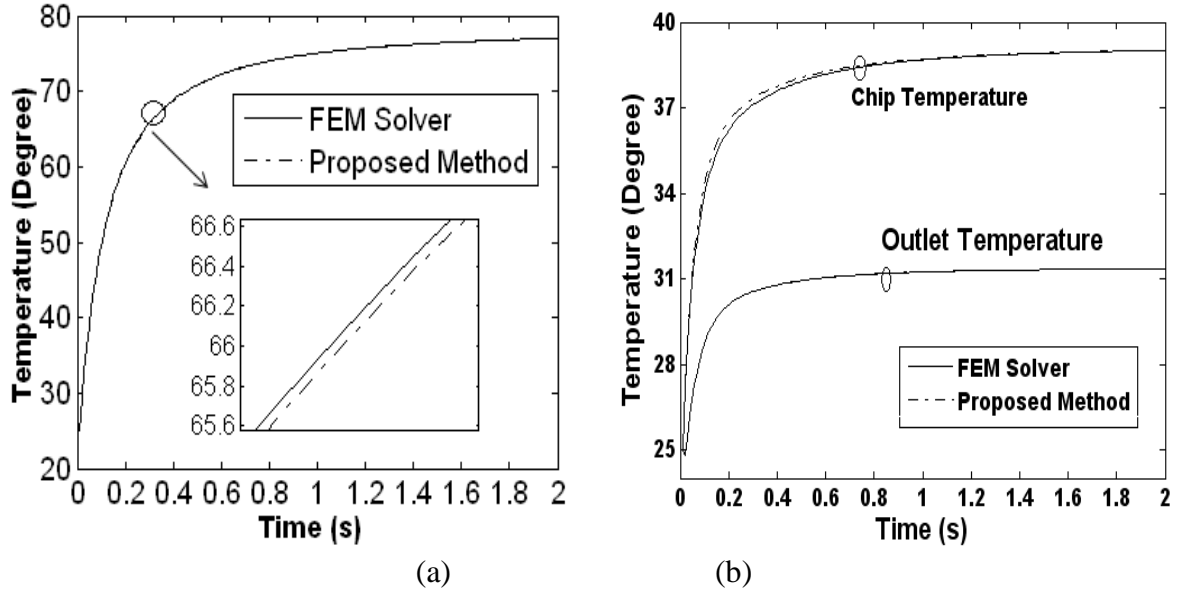 80
70
60
50
40
30
20
Temperature (Degree)
FEM Solver
Proposed Method
66.6
66.4
66.2
66
65.8
65.6
0 0.2 0.4 0.6 0.8 1 1.2 1.4 1.6 1.8 2
Time (s)
(a)
40
37
34
31
28
25
Temperature (Degree)
Chip Temperature
Outlet Temperature
FEM Solver
Proposed Method
0 0.2 0.4 0.6 0.8 1 1.2 1.4 1.6 1.8 2
Time (s)
(b)